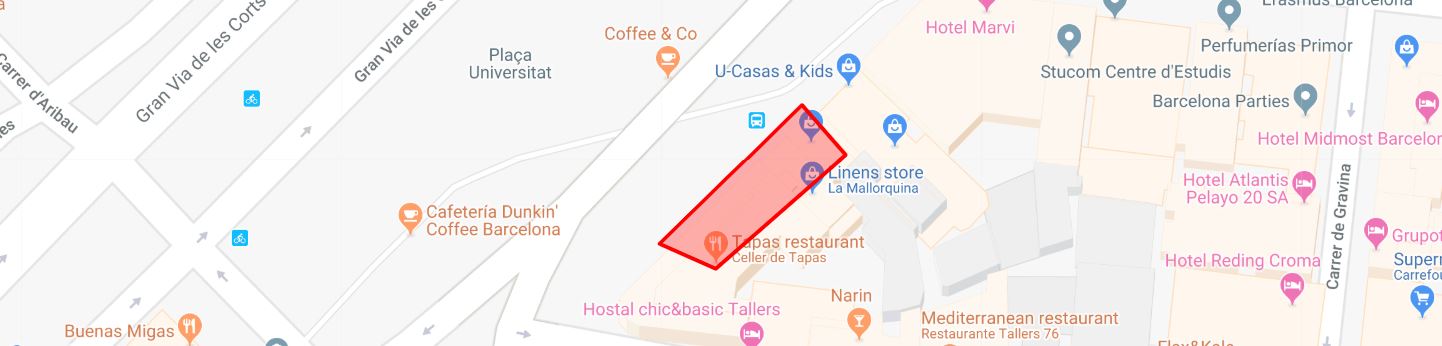 Coffee & Co
Hotel Marvi
Gran Via de les Corts
Gran Via de les
Plaça
Universitat
U-Casas & Kids
Perfumerías Primor
Stucom Centre d'Estudis
Barcelona Parties
Carrer d'Aribau
Hotel Midmost Barcelon
Linens store
La Mallorquina
Hotel Atlantis
Pelayo 20 SA
Carrer de Gravina
Cafetería Dunkin'
Coffee Barcelona
Tapas restaurant
Celler de Tapas
Grupot
Hotel Reding Croma
Super
Carrefou
Narin
Hostal chic&basic Tallers
Buenas Migas
Mediterranean restaurant
Restaurante Tallers 76